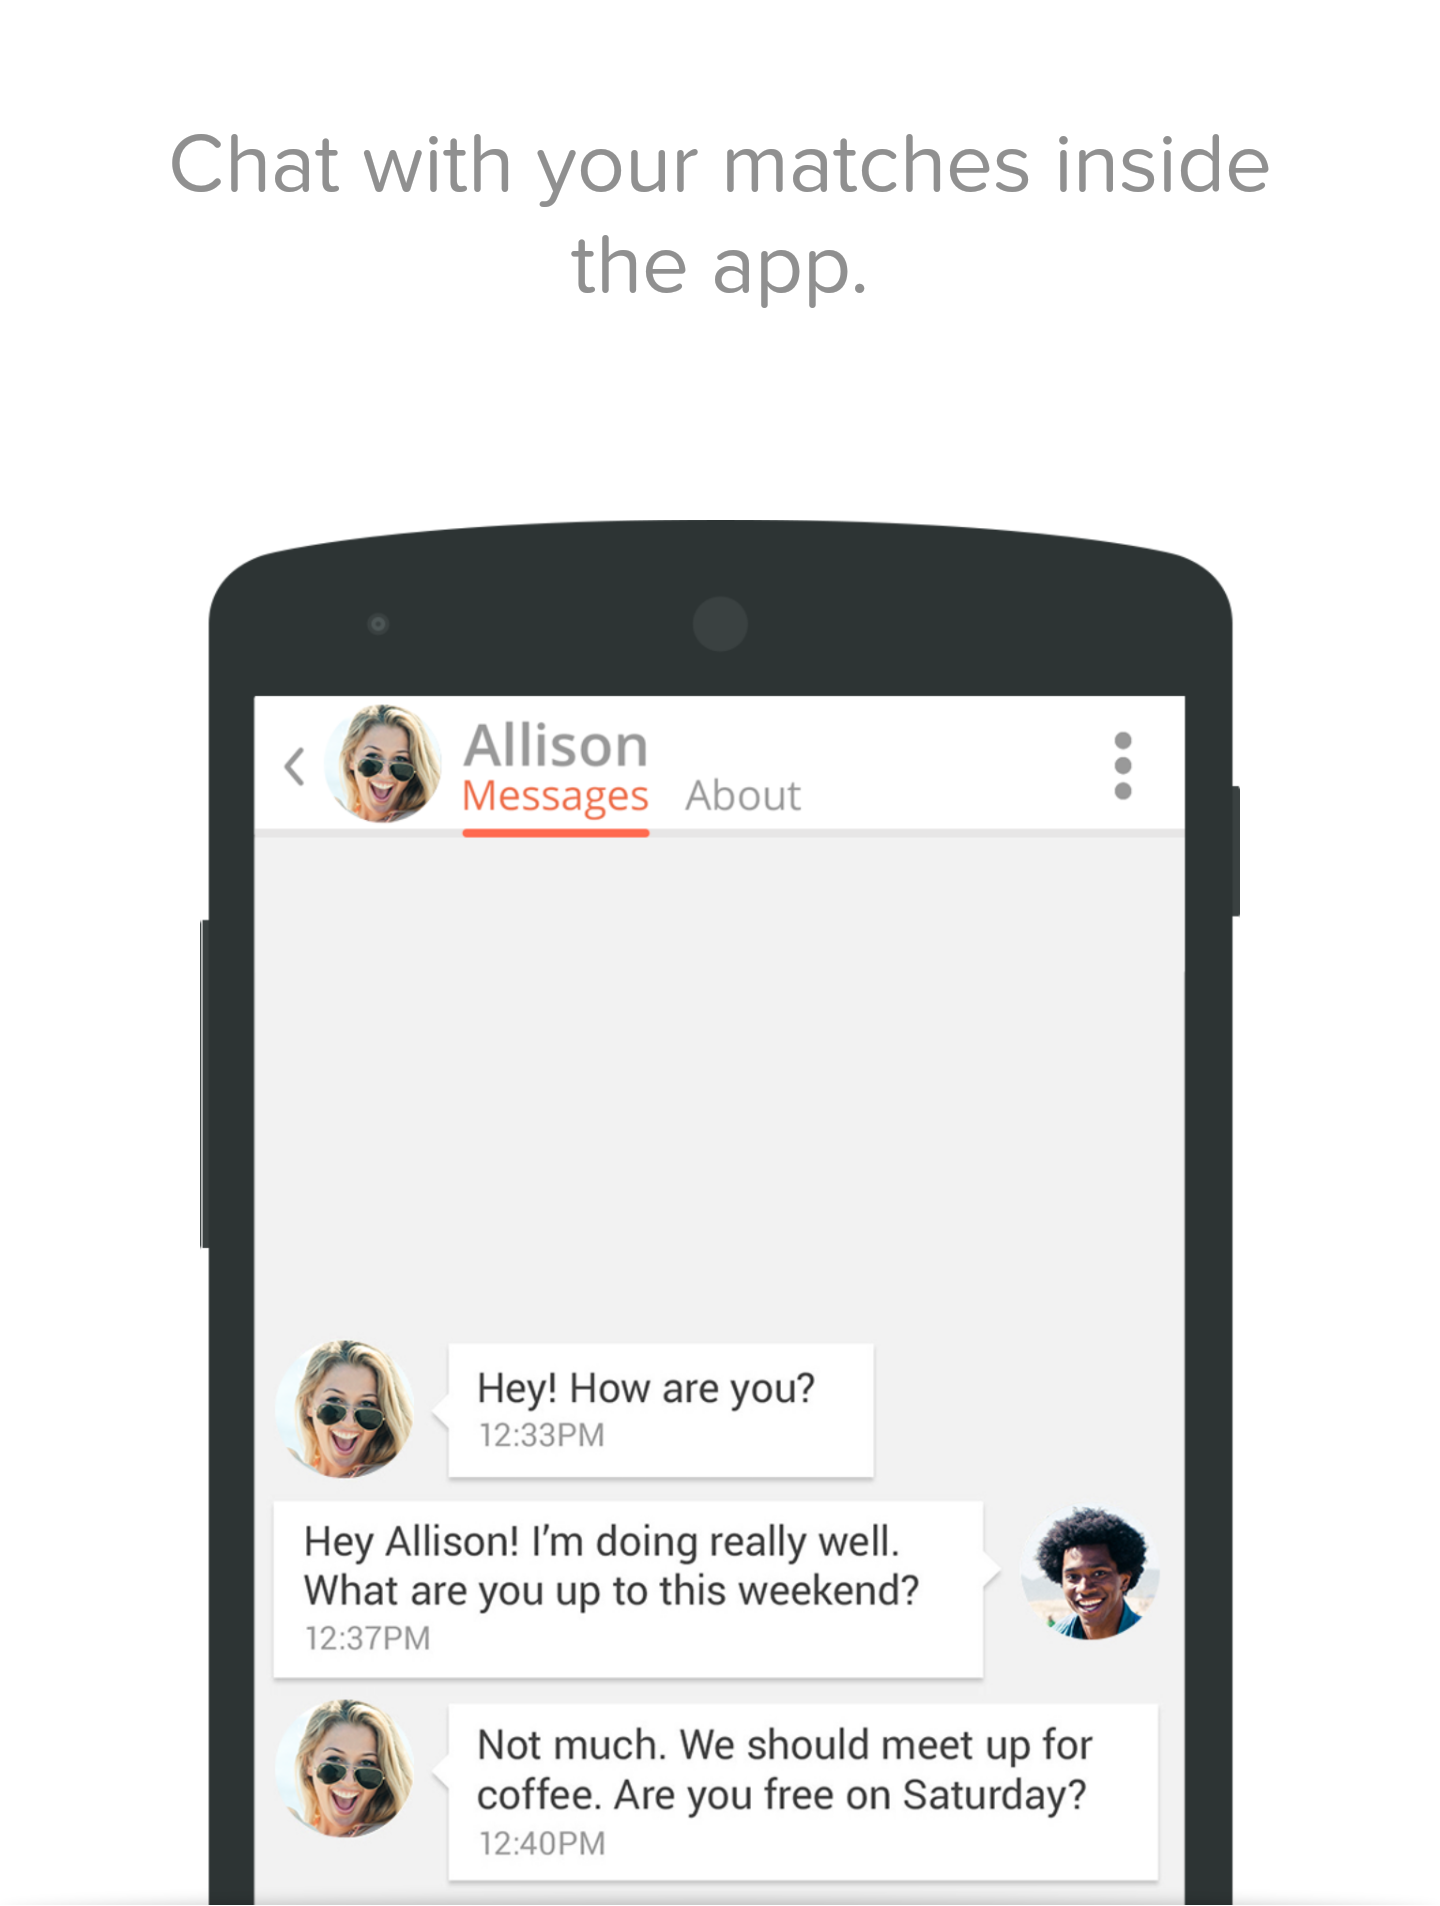 Chat with your matches inside
the app.
Allison
Messages About
Hey! How are you?
12:33PM
Hey Allison! I’m doing really well.
What are you up to this weekend?
12:37PM
Not much. We should meet up for
coffee. Are you free on Saturday?
12:40PM